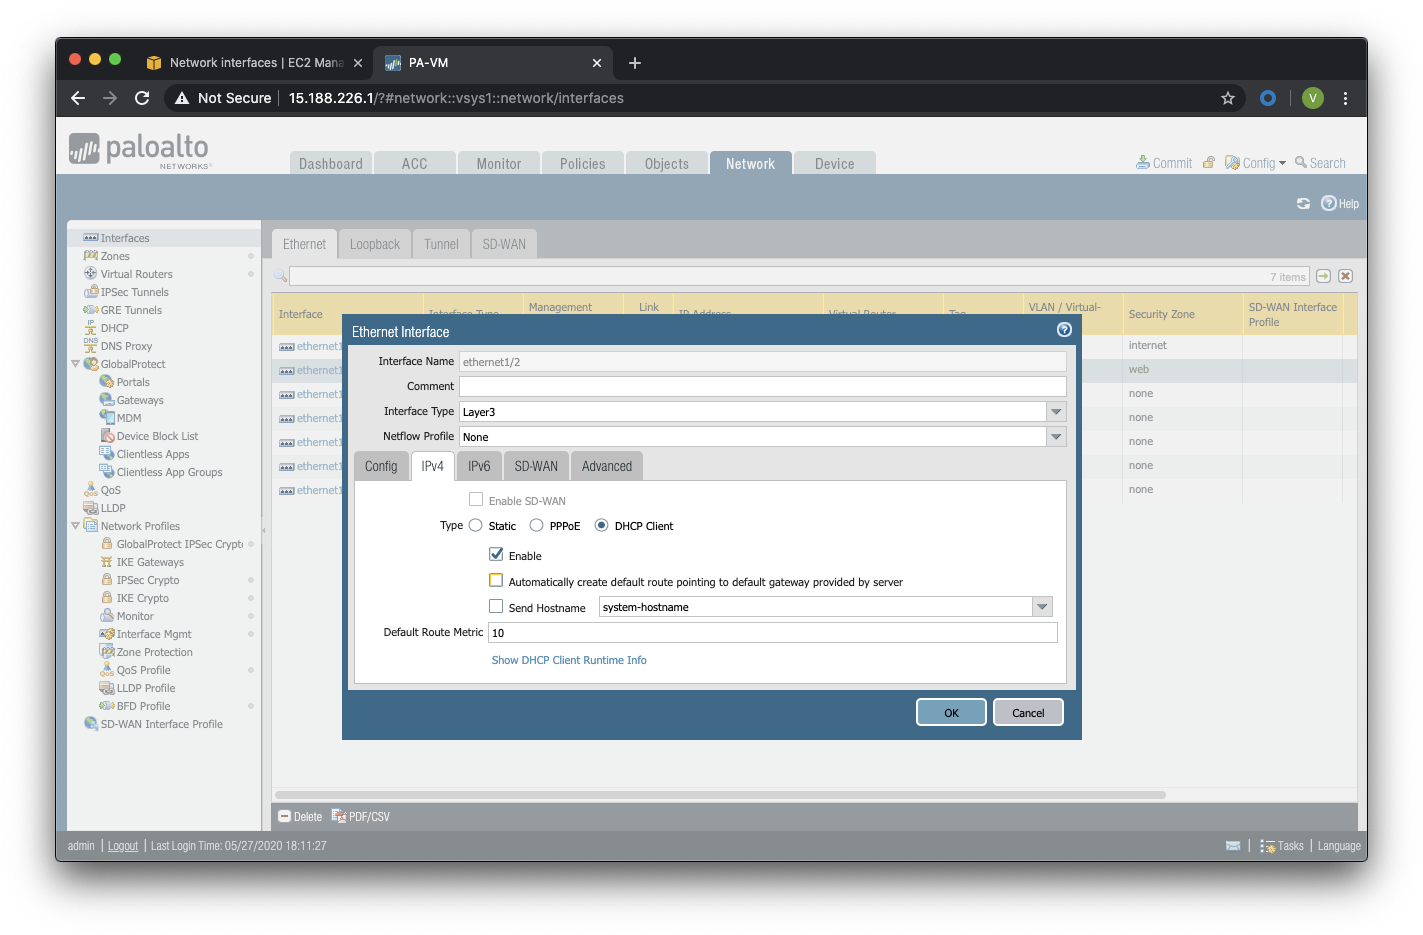 Network interfaces | EC2 Mana
PA-VM
Not Secure
15.188.226.1/?#network::vsys1::network/interfaces
V
paloalto
NETWORKS®
Dashboard
ACC
Monitor
Policies
Objects
Network
Device
Commit
Config
Search
Help
Interfaces
Zones
Virtual Routers
IPSec Tunnels
GRE Tunnels
DHCP
DNS Proxy
GlobalProtect
Portals
Gateways
MDM
Device Block List
Clientless Apps
Clientless App Groups
QoS
LLDP
Network Profiles
GlobalProtect IPSec Crypt
IKE Gateways
IPSec Crypto
IKE Crypto
Monitor
Interface Mgmt
Zone Protection
QoS Profile
LLDP Profile
BFD Profile
SD-WAN Interface Profile
Ethernet
Loopback
Tunnel
SD-WAN
7 items
Interface
Interface Type
Management
Link
IP Address
Virtual Router
Tag
VLAN / Virtual-
Security Zone
SD-WAN Interface
Profile
ethernet1
internet
ethernet1
web
ethernet1
none
ethernet1
none
ethernet1
none
ethernet1
none
ethernet1
none
Ethernet Interface
Interface Name
ethernet1/2
Comment
Interface Type
Layer3
Netflow Profile
None
Config
IPv4
IPv6
SD-WAN
Advanced
Enable SD-WAN
Type
Static
PPPoE
DHCP Client
Enable
Automatically create default route pointing to default gateway provided by server
Send Hostname
system-hostname
Default Route Metric
10
Show DHCP Client Runtime Info
OK
Cancel
Delete
PDF/CSV
admin | Logout | Last Login Time: 05/27/2020 18:11:27
Tasks | Language